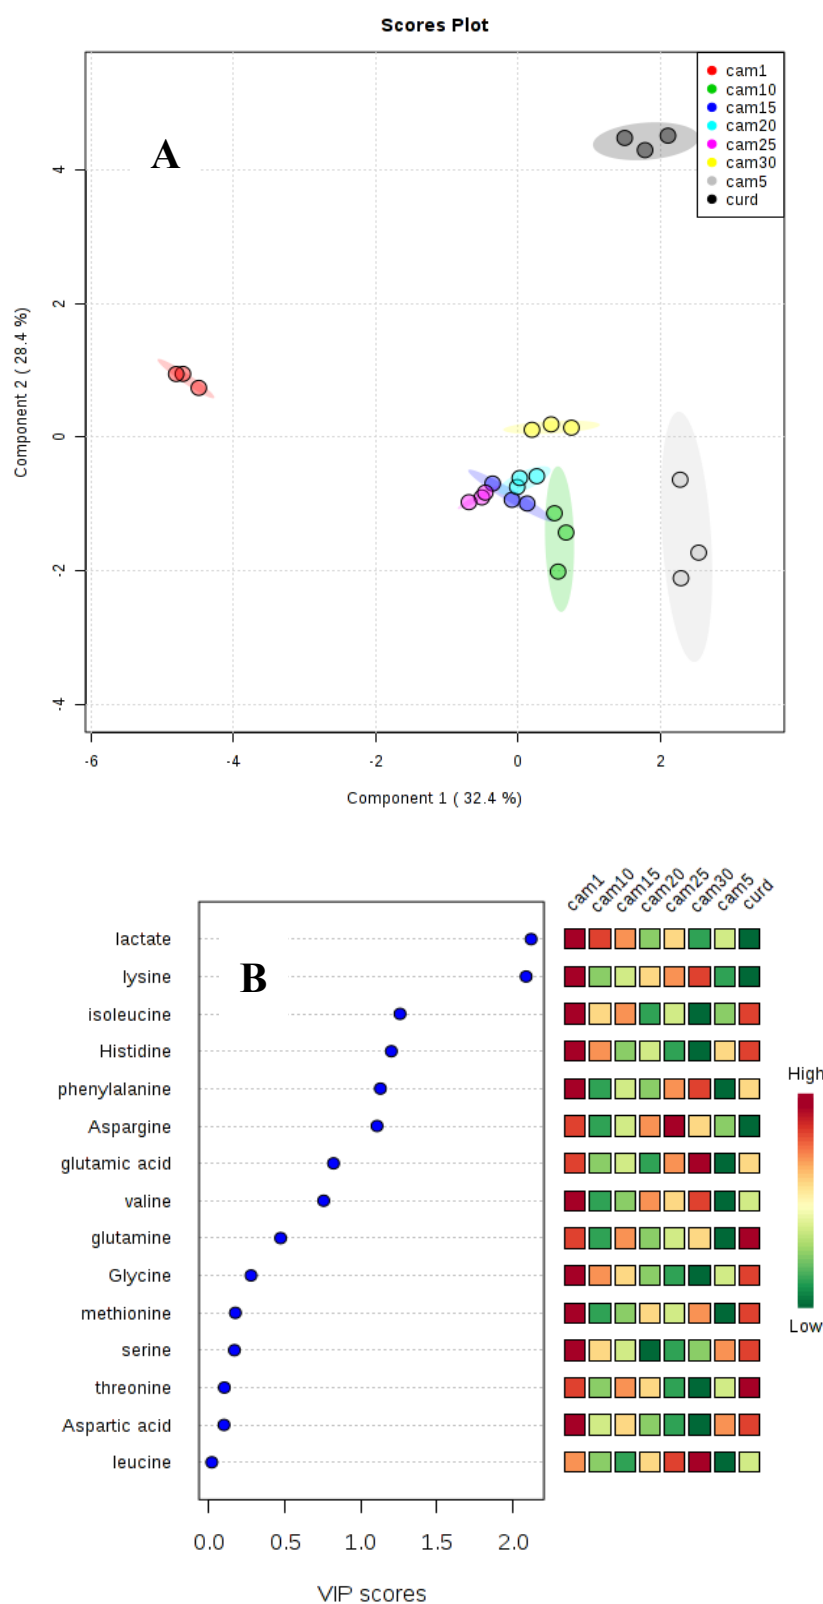 Scores Plot
cam1
cam10
cam15
cam20
cam25
cam30
cam5
curd
A
4
2
0
-2
-4
Component 2 ( 28.4 %)
-6 -4 -2 0 2
Component 1 ( 32.4 %)
cam1 cam10 cam15 cam20 cam25 cam30 cam5 curd
B
lactate
lysine
isoleucine
Histidine
phenylalanine
Aspargine
glutamic acid
valine
glutamine
Glycine
methionine
serine
threonine
Aspartic acid
leucine
High
Low
0.0 0.5 1.0 1.5 2.0
VIP scores